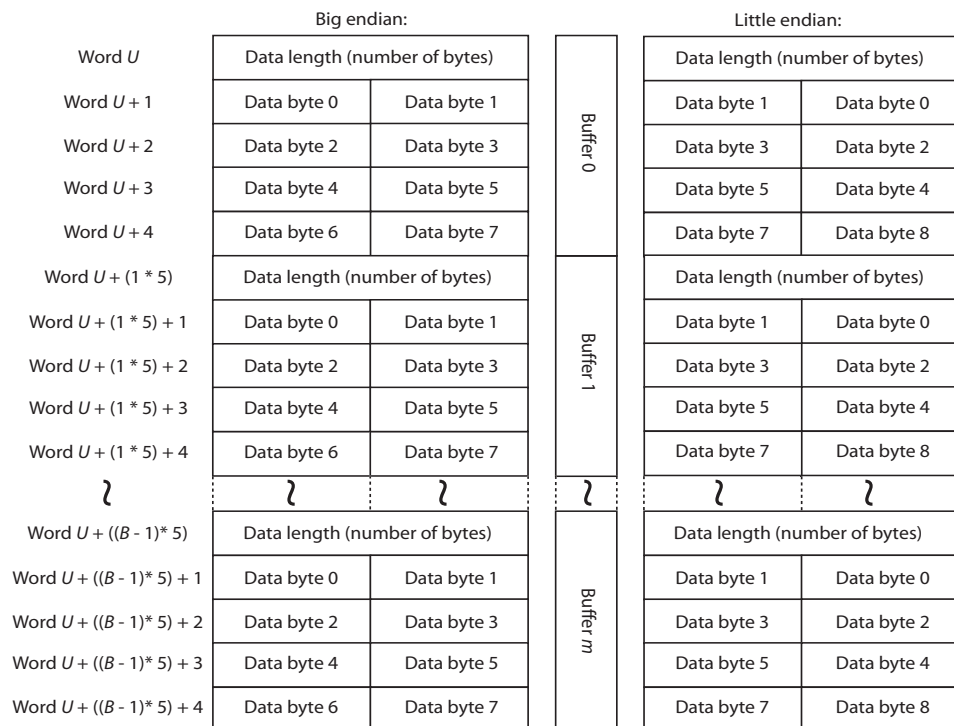 Big endian: Little endian:
Word U Data length (number of bytes) Data length (number of bytes)
Word U + 1 Data byte 0 Data byte 1 Data byte 1 Data byte 0
Word U + 2 Data byte 2 Data byte 3 Data byte 3 Data byte 2
Buffer 0
Word U + 3 Data byte 4 Data byte 5 Data byte 5 Data byte 4
Word U + 4 Data byte 6 Data byte 7 Data byte 7 Data byte 8
Word U + (1 * 5) Data length (number of bytes) Data length (number of bytes)
Word U + (1 * 5) + 1 Data byte 0 Data byte 1 Data byte 1 Data byte 0
Word U + (1 * 5) + 2 Data byte 2 Data byte 3 Data byte 3 Data byte 2
Buffer 1
Word U + (1 * 5) + 3 Data byte 4 Data byte 5 Data byte 5 Data byte 4
Word U + (1 * 5) + 4 Data byte 6 Data byte 7 Data byte 7 Data byte 8
Word U + ((B - 1)* 5) Data length (number of bytes) Data length (number of bytes)
Word U + ((B - 1)* 5) + 1 Data byte 0 Data byte 1 Data byte 1 Data byte 0
Word U + ((B - 1)* 5) + 2 Data byte 2 Data byte 3 Data byte 3 Data byte 2
Buffer m
Word U + ((B - 1)* 5) + 3 Data byte 4 Data byte 5 Data byte 5 Data byte 4
Word U + ((B - 1)* 5) + 4 Data byte 6 Data byte 7 Data byte 7 Data byte 8